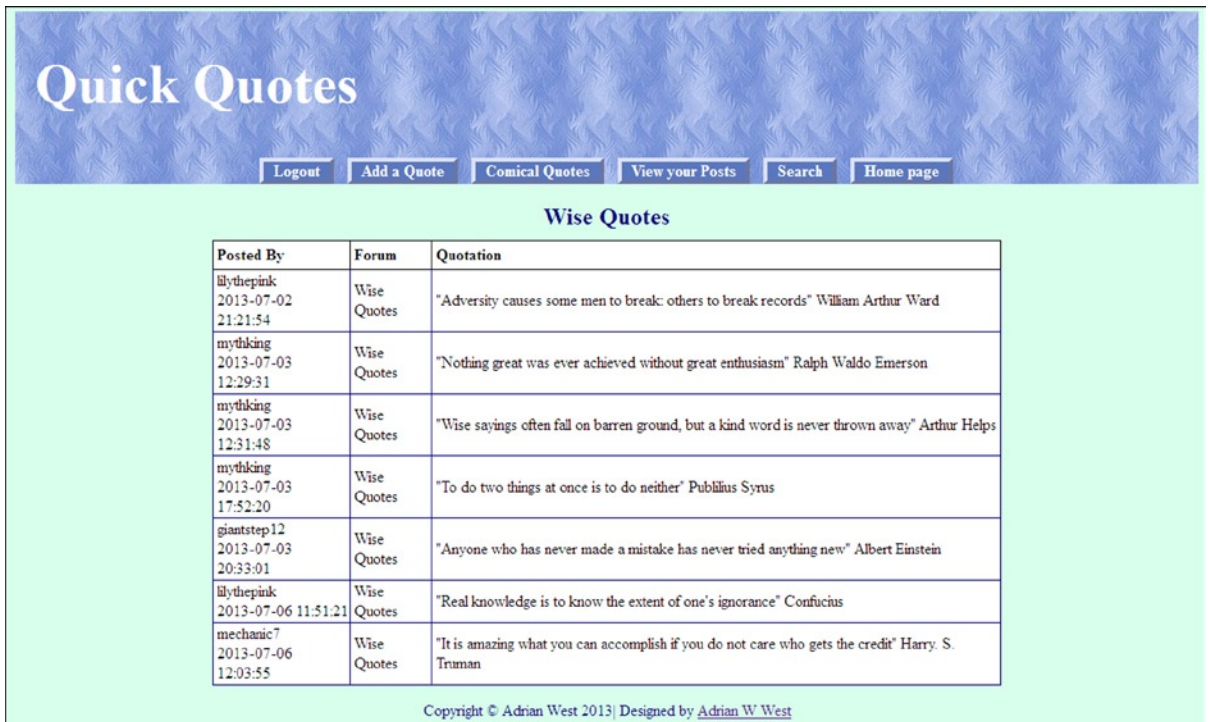 Quick Quotes
Logout Add a Quote Comical Quotes View your Posts Search Home page
Wise Quotes
Posted By Forum Quotation
lilythepink
2013-07-02
21:21:54
Wise
Quotes
"Adversity causes some men to break: others to break records" William Arthur Ward
mythking
2013-07-03
12:29:31
Wise
Quotes
"Nothing great was ever achieved without great enthusiasm" Ralph Waldo Emerson
mythking
2013-07-03
12:31:48
Wise
Quotes
"Wise sayings often fall on barren ground, but a kind word is never thrown away" Arthur Helps
mythking
2013-07-03
17:52:20
Wise
Quotes
"To do two things at once is to do neither" Publilius Syrus
giantstep12
2013-07-03
20:33:01
Wise
Quotes
"Anyone who has never made a mistake has never tried anything new" Albert Einstein
lilythepink
2013-07-06 11:51:21
Wise
Quotes
"Real knowledge is to know the extent of one's ignorance" Confucius
mechanic7
2013-07-06
12:03:55
Wise
Quotes
"It is amazing what you can accomplish if you do not care who gets the credit" Harry. S.
Truman
Copyright © Adrian West 2013| Designed by Adrian W West